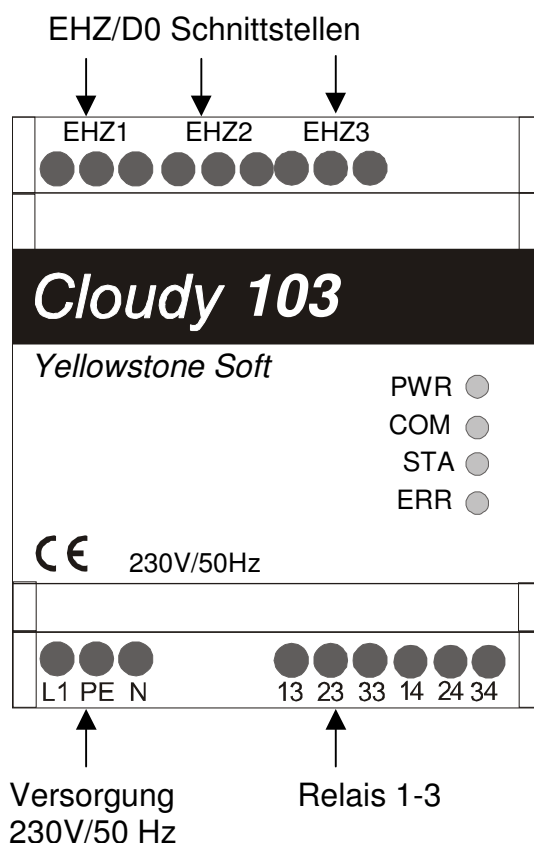 EHZ/D0 Schnittstellen
EHZ1 EHZ2 EHZ3
Cloudy 103
Yellowstone Soft
PWR
COM
STA
ERR
CE 230V/50Hz
L1 PE N 13 23 33 14 24 34
Versorgung Relais 1-3
230V/50 Hz